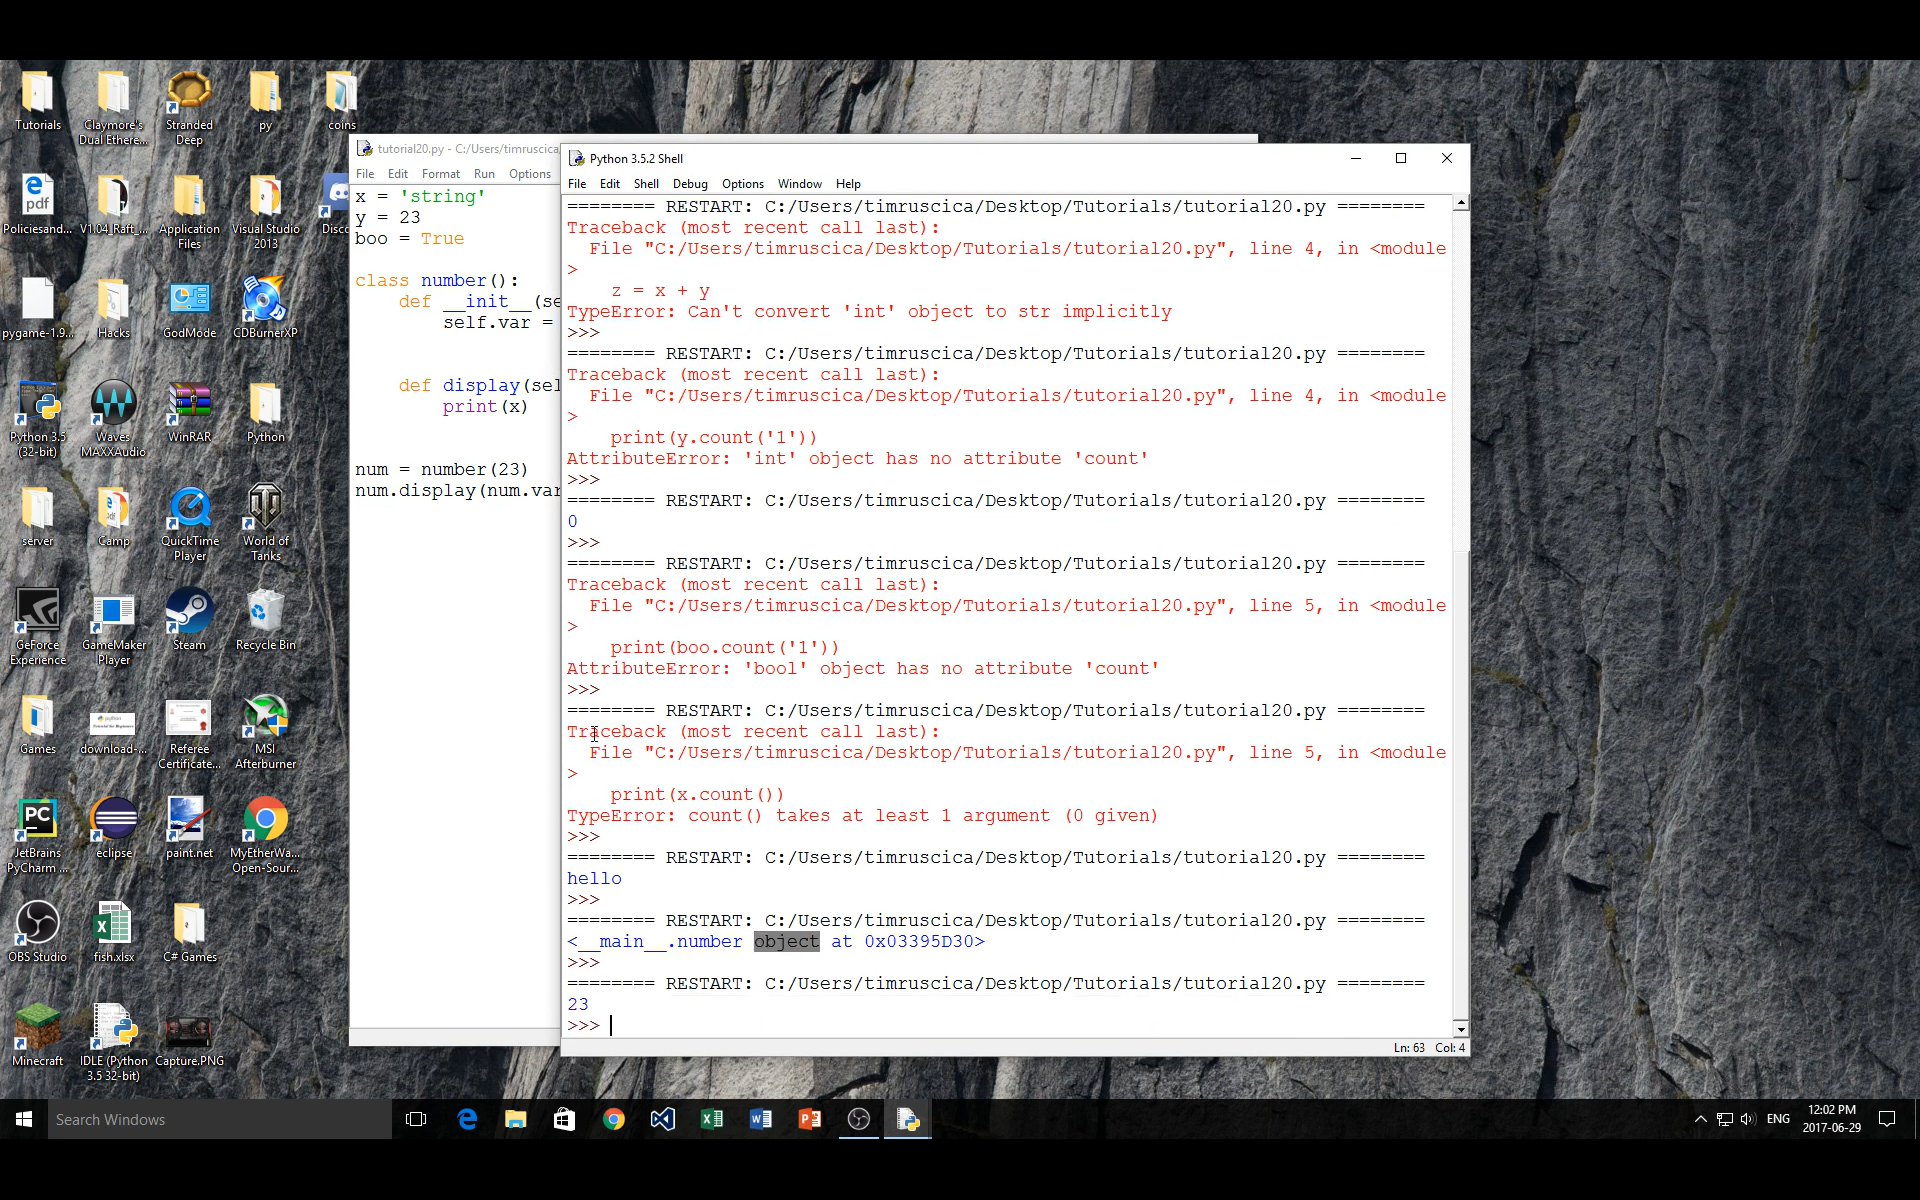 Tutorials
Claymore's
Dual Ethere...
Stranded
Deep
py
coins
Policiesand...
V1.04_Raft_...
Application
Files
Visual Studio
2013
Disco
pygame-1.9...
Hacks
GodMode
CDBurnerXP
Python 3.5
(32-bit)
Waves
MAXXAudio
WinRAR
Python
server
Camp
QuickTime
Player
World of
Tanks
GeForce
Experience
GameMaker
Player
Steam
Recycle Bin
Games
download-...
Referee
Certificate...
MSI
Afterburner
JetBrains
PyCharm ...
eclipse
paint.net
MyEtherWa...
Open-Sour...
OBS Studio
fish.xlsx
C# Games
Minecraft
IDLE (Python
3.5 32-bit)
Capture.PNG
tutorial20.py - C:/Users/timruscica
File Edit Format Run Options
x = 'string'
y = 23
boo = True
class number():
def __init__(se
self.var =
def display(sel
print(x)
num = number(23)
num.display(num.var
Python 3.5.2 Shell
File Edit Shell Debug Options Window Help
======== RESTART: C:/Users/timruscica/Desktop/Tutorials/tutorial20.py ========
Traceback (most recent call last):
File "C:/Users/timruscica/Desktop/Tutorials/tutorial20.py", line 4, in <module
>
z = x + y
TypeError: Can't convert 'int' object to str implicitly
>>>
======== RESTART: C:/Users/timruscica/Desktop/Tutorials/tutorial20.py ========
Traceback (most recent call last):
File "C:/Users/timruscica/Desktop/Tutorials/tutorial20.py", line 4, in <module
>
print(y.count('1'))
AttributeError: 'int' object has no attribute 'count'
>>>
======== RESTART: C:/Users/timruscica/Desktop/Tutorials/tutorial20.py ========
0
>>>
======== RESTART: C:/Users/timruscica/Desktop/Tutorials/tutorial20.py ========
Traceback (most recent call last):
File "C:/Users/timruscica/Desktop/Tutorials/tutorial20.py", line 5, in <module
>
print(boo.count('1'))
AttributeError: 'bool' object has no attribute 'count'
>>>
======== RESTART: C:/Users/timruscica/Desktop/Tutorials/tutorial20.py ========
Traceback (most recent call last):
File "C:/Users/timruscica/Desktop/Tutorials/tutorial20.py", line 5, in <module
>
print(x.count())
TypeError: count() takes at least 1 argument (0 given)
>>>
======== RESTART: C:/Users/timruscica/Desktop/Tutorials/tutorial20.py ========
hello
>>>
======== RESTART: C:/Users/timruscica/Desktop/Tutorials/tutorial20.py ========
<__main__.number object at 0x03395D30>
>>>
======== RESTART: C:/Users/timruscica/Desktop/Tutorials/tutorial20.py ========
23
>>>
Ln: 63 Col: 4
Search Windows
ENG
12:02 PM
2017-06-29